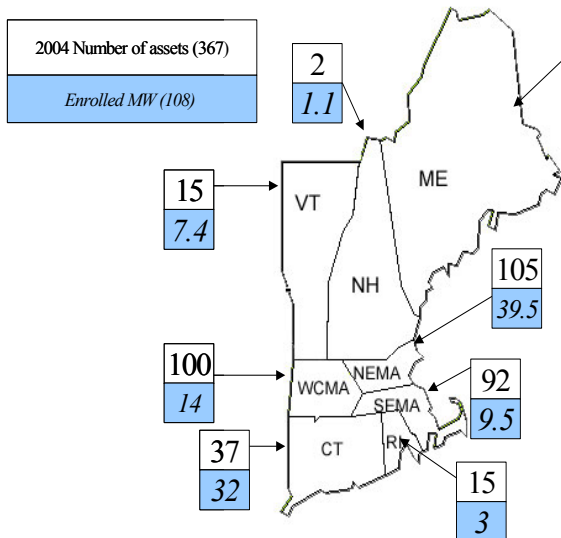 2004 Number of assets (367)
Enrolled MW (108)
2
1.1
ME
15
7.4
VT
NH
105
39.5
100
14
WCMA
NEMA
92
9.5
SEMA
37
32
CT
RI
15
3